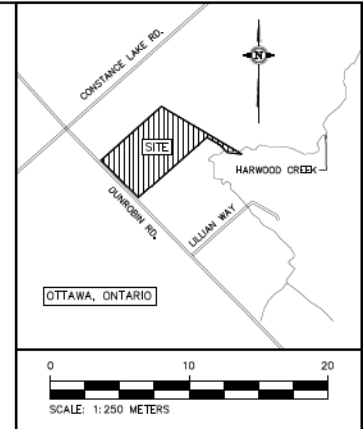 CONSTANCE LAKE RD.
N
SITE
HARWOOD CREEK
DUNROBIN RD.
LILLIAN WAY
OTTAWA, ONTARIO
0 10 20
SCALE: 1:250 METERS